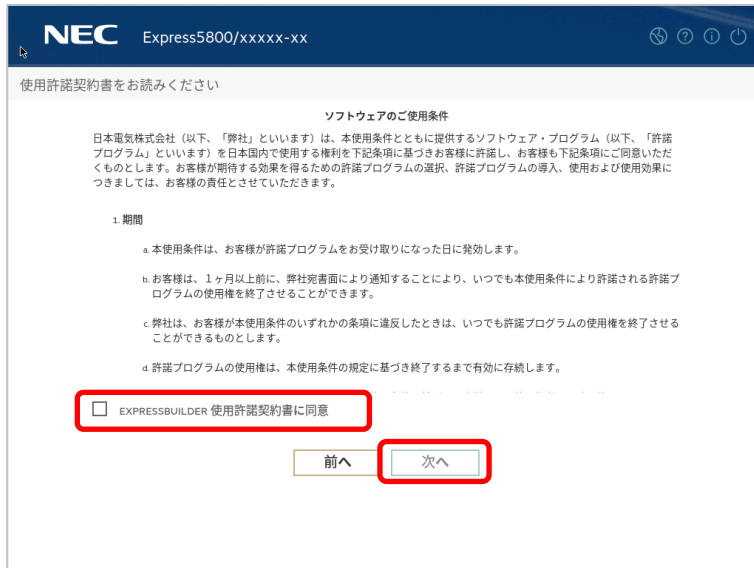 NEC Express5800/xxxxx-xx
使用許諾契約書をお読みください
ソフトウェアのご使用条件
日本電気株式会社（以下、「弊社」といいます）は、本使用条件とともに提供するソフトウェア・プログラム（以下、「許諾
プログラム」といいます）を日本国内で使用する権利を下記条項に基づきお客様に許諾し、お客様も下記条項にご同意いただ
くものとします。お客様が期待する効果を得るための許諾プログラムの選択、許諾プログラムの導入、使用および使用効果に
つきましては、お客様の責任とさせていただきます。
1. 期間
a. 本使用条件は、お客様が許諾プログラムをお受け取りになった日に発効します。
b. お客様は、１ヶ月以上前に、弊社宛書面により通知することにより、いつでも本使用条件により許諾される許諾プ
ログラムの使用権を終了させることができます。
c. 弊社は、お客様が本使用条件のいずれかの条項に違反したときは、いつでも許諾プログラムの使用権を終了させる
ことができるものとします。
d. 許諾プログラムの使用権は、本使用条件の規定に基づき終了するまで有効に存続します。
EXPRESSBUILDER 使用許諾契約書に同意
前へ 次へ